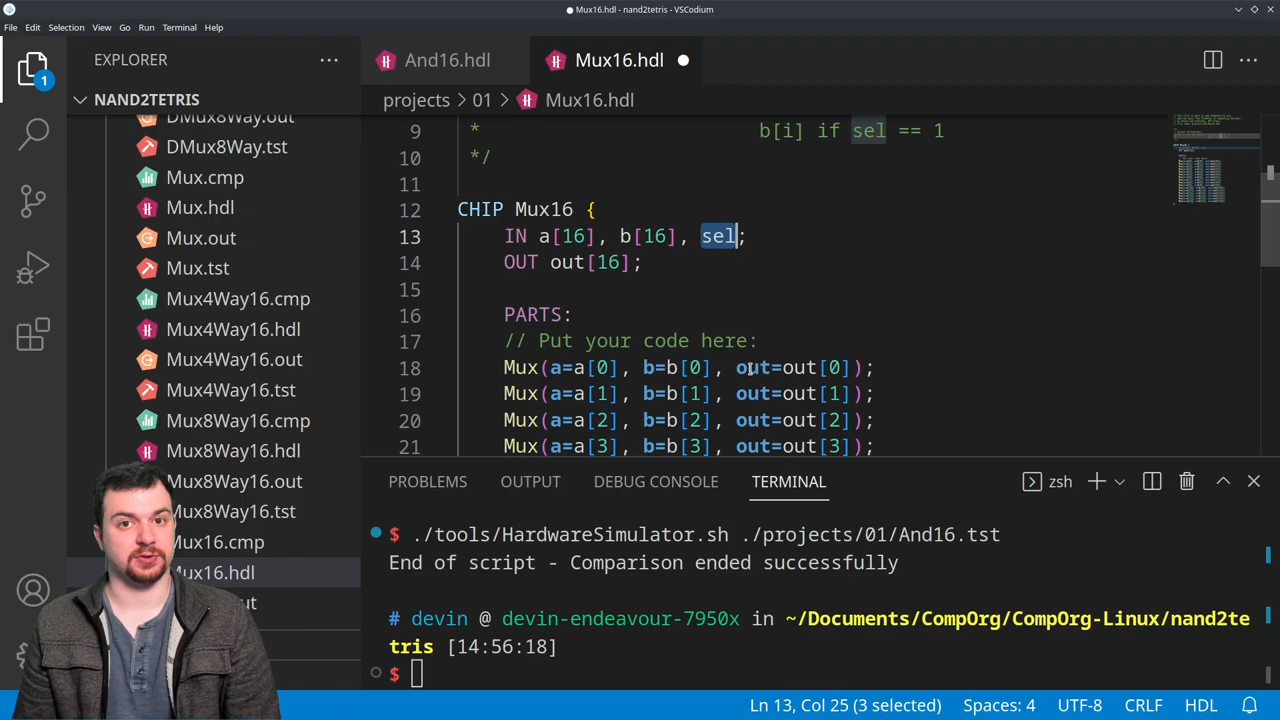 Mux16.hdl - nand2tetris - VSCodium
File Edit Selection View Go Run Terminal Help
EXPLORER
And16.hdl
Mux16.hdl
1
NAND2TETRIS
projects > 01 > Mux16.hdl
DMux8Way.out
DMux8Way.tst
Mux.cmp
Mux.hdl
Mux.out
Mux.tst
Mux4Way16.cmp
Mux4Way16.hdl
Mux4Way16.out
Mux4Way16.tst
Mux8Way16.cmp
Mux8Way16.hdl
Mux8Way16.out
Mux8Way16.tst
Mux16.cmp
Mux16.hdl
9 * b[i] if sel == 1
10 */
11
12 CHIP Mux16 {
13 IN a[16], b[16], sel;
14 OUT out[16];
15
16 PARTS:
17 // Put your code here:
18 Mux(a=a[0], b=b[0], out=out[0]);
19 Mux(a=a[1], b=b[1], out=out[1]);
20 Mux(a=a[2], b=b[2], out=out[2]);
21 Mux(a=a[3], b=b[3], out=out[3]);
PROBLEMS OUTPUT DEBUG CONSOLE TERMINAL zsh
$ ./tools/HardwareSimulator.sh ./projects/01/And16.tst
End of script - Comparison ended successfully
# devin @ devin-endeavour-7950x in ~/Documents/CompOrg/CompOrg-Linux/nand2te
tris [14:56:18]
$
Ln 13, Col 25 (3 selected) Spaces: 4 UTF-8 CRLF HDL